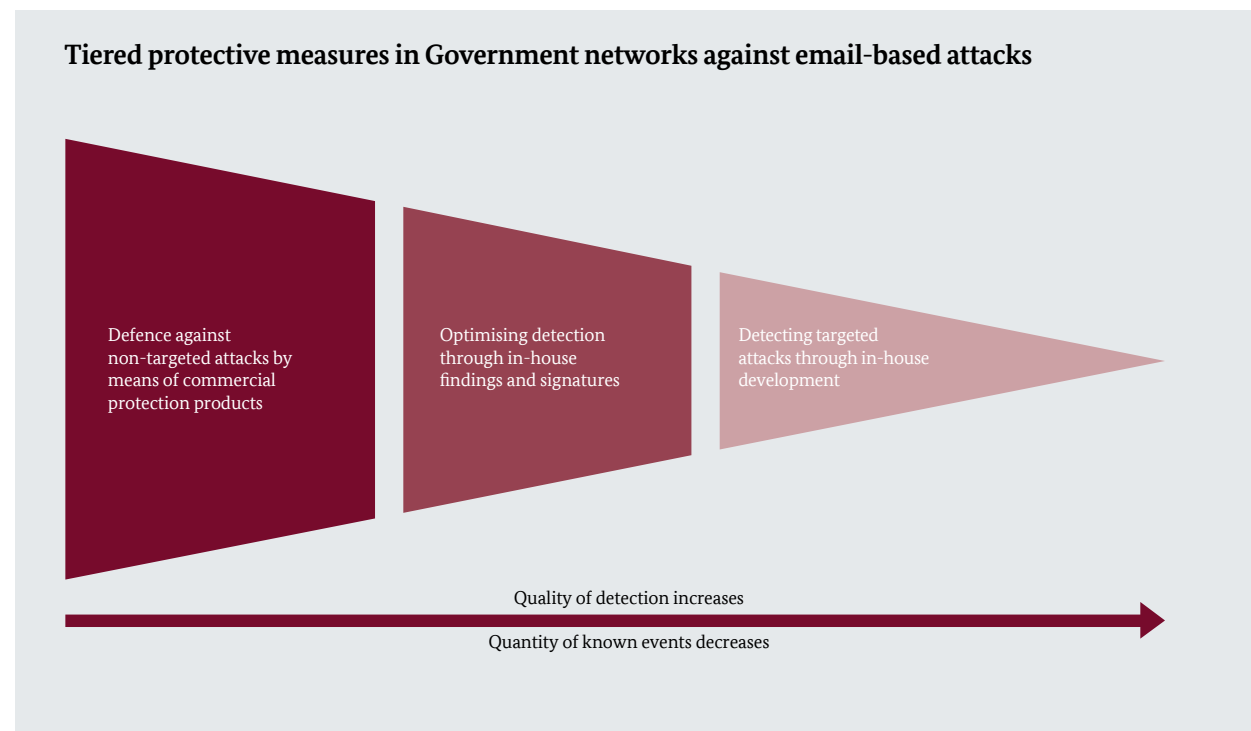 Tiered protective measures in Government networks against email-based attacks
Defence against
non-targeted attacks by
means of commercial
protection products
Optimising detection
through in-house
findings and signatures
Detecting targeted
attacks through in-house
development
Quality of detection increases
Quantity of known events decreases